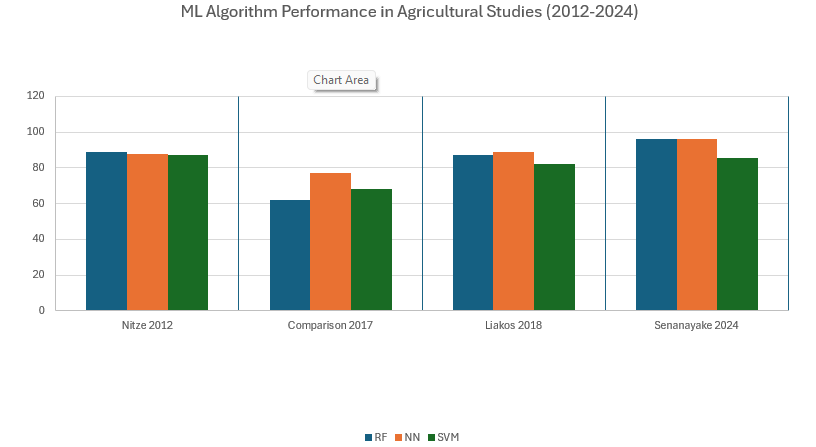 ML Algorithm Performance in Agricultural Studies (2012-2024)
Chart Area
120
100
80
60
40
20
0
Nitze 2012 Comparison 2017 Liakos 2018 Senanayake 2024
RF NN SVM